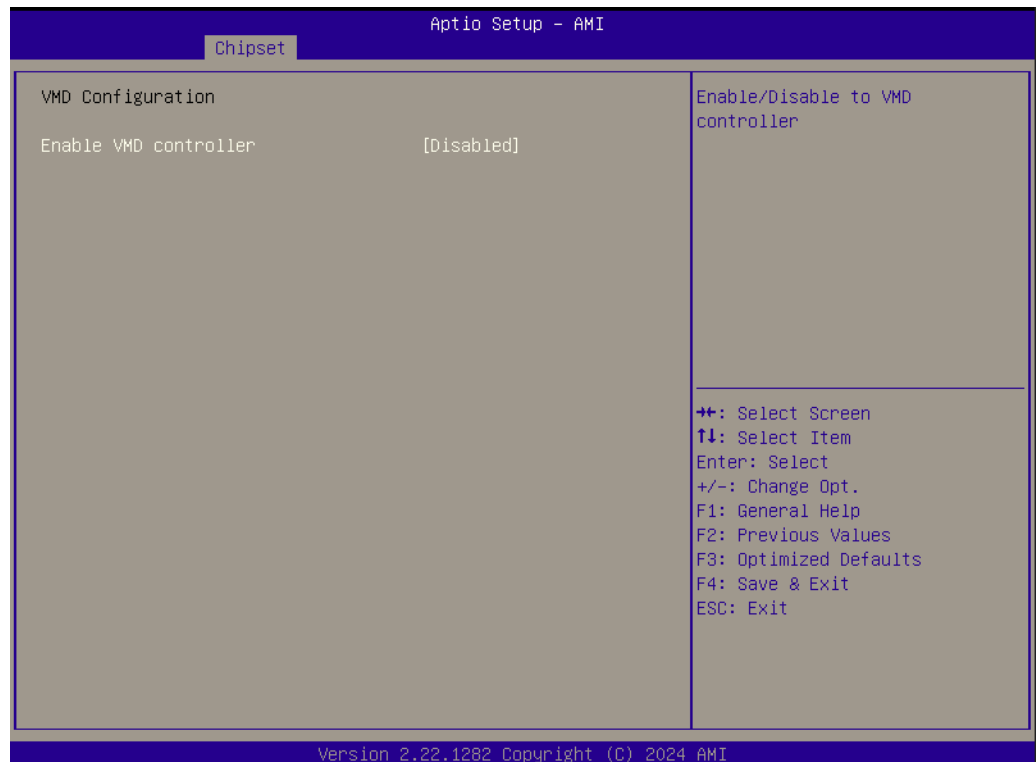 Aptio Setup - AMI
Chipset
VMD Configuration
Enable VMD controller [Disabled]
Enable/Disable to VMD
controller
→←: Select Screen
↑↓: Select Item
Enter: Select
+/-: Change Opt.
F1: General Help
F2: Previous Values
F3: Optimized Defaults
F4: Save & Exit
ESC: Exit
Version 2.22.1282 Copyright (C) 2024 AMI